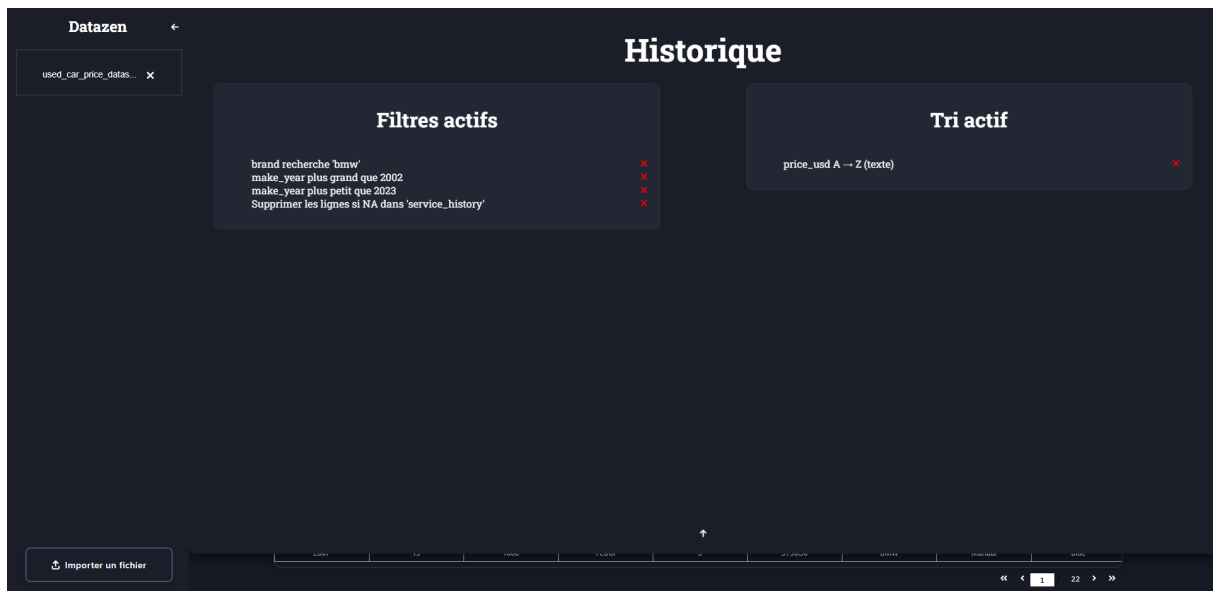 Datazen
←
used_car_price_datas... ×
Historique
Filtres actifs
brand recherche 'bmw' ×
make_year plus grand que 2002 ×
make_year plus petit que 2023 ×
Supprimer les lignes si NA dans 'service_history' ×
Tri actif
price_usd A → Z (texte) ×
↑
Importer un fichier
« ‹ 1 / 22 › »